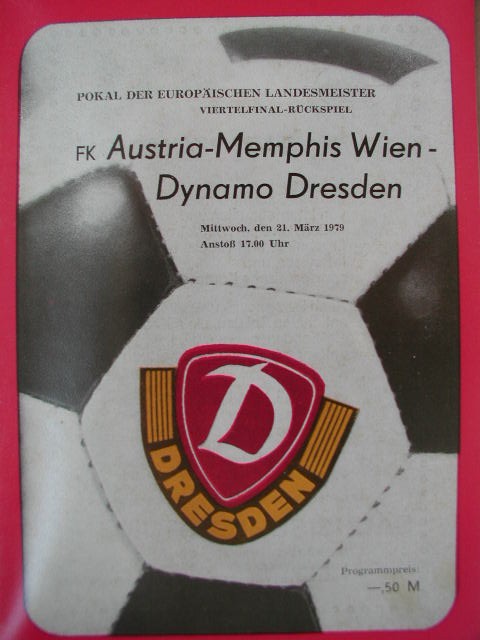 POKAL DER EUROPÄISCHEN LANDESMEISTER
VIERTELFINAL-RÜCKSPIEL
FK Austria-Memphis Wien -
Dynamo Dresden
Mittwoch, den 21. März 1979
Anstoß 17.00 Uhr
D
DRESDEN
Programmpreis:
—,50 M